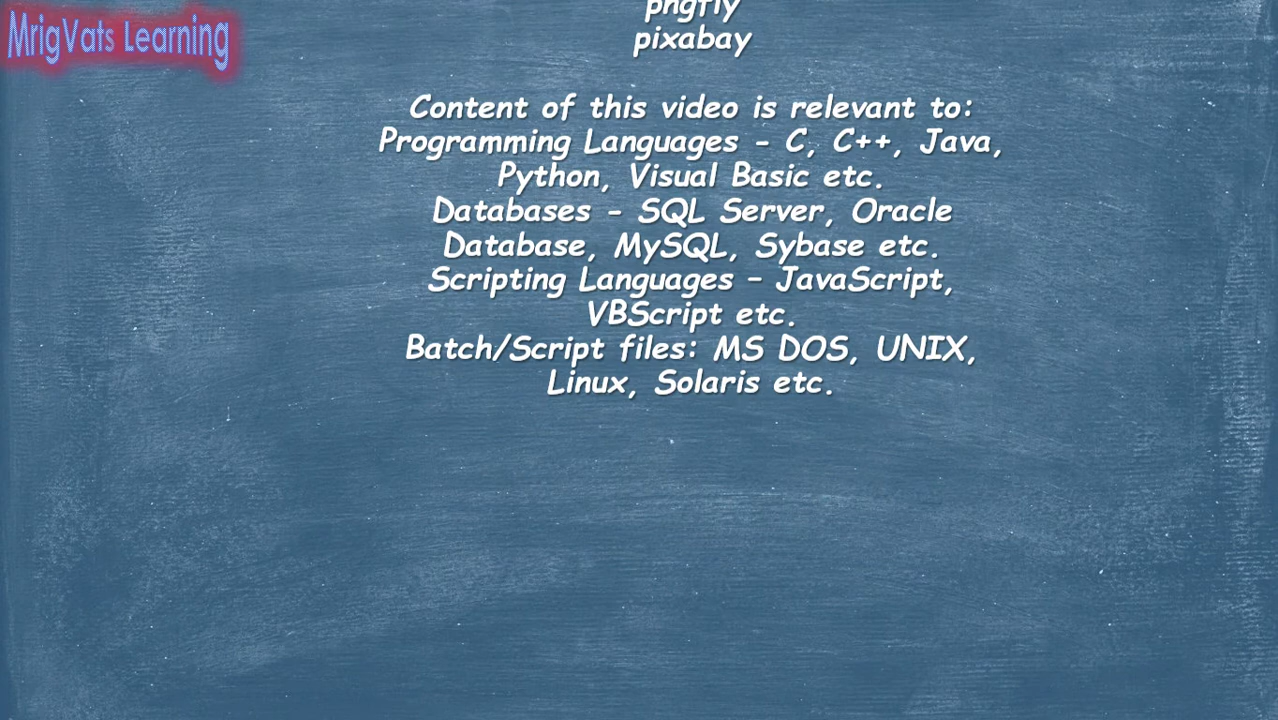 MrigVats Learning
pngfly
pixabay
Content of this video is relevant to:
Programming Languages - C, C++, Java,
Python, Visual Basic etc.
Databases - SQL Server, Oracle
Database, MySQL, Sybase etc.
Scripting Languages – JavaScript,
VBScript etc.
Batch/Script files: MS DOS, UNIX,
Linux, Solaris etc.